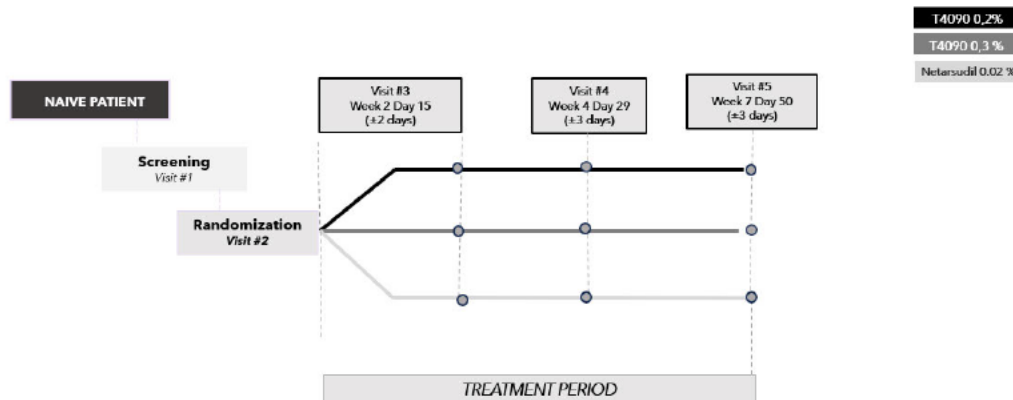 T4090 0,2%
T4090 0,3 %
Netarsudil 0.02 %
NAIVE PATIENT
Visit #3
Week 2 Day 15
(±2 days)
Visit #4
Week 4 Day 29
(±3 days)
Visit #5
Week 7 Day 50
(±3 days)
Screening
Visit #1
Randomization
Visit #2
TREATMENT PERIOD